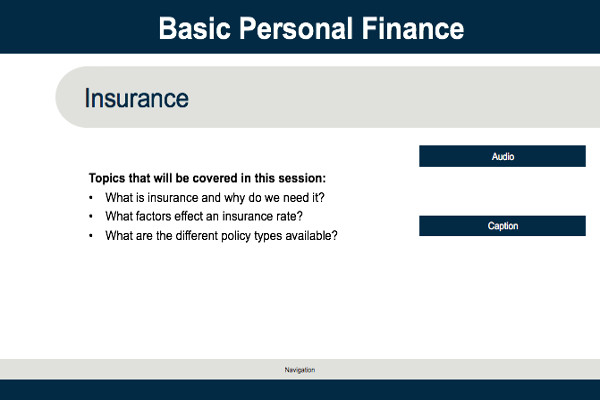 Basic Personal Finance
Insurance
Topics that will be covered in this session:
• What is insurance and why do we need it?
• What factors effect an insurance rate?
• What are the different policy types available?
Audio
Caption
Navigation